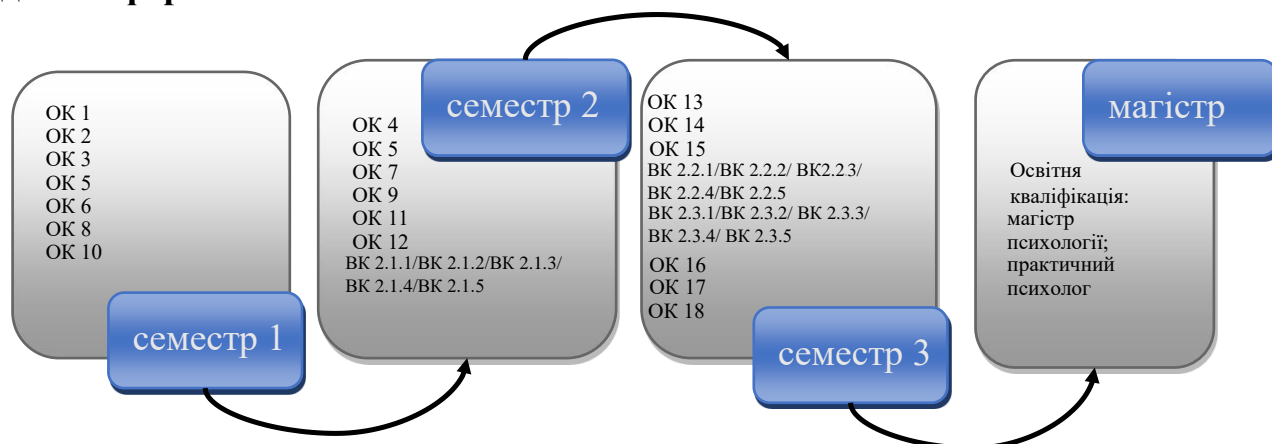 ОК 1
ОК 2
ОК 3
ОК 5
ОК 6
ОК 8
ОК 10
семестр 1
семестр 2
ОК 4
ОК 5
ОК 7
ОК 9
ОК 11
ОК 12
ВК 2.1.1/ВК 2.1.2/ВК 2.1.3/
ВК 2.1.4/ВК 2.1.5
ОК 13
ОК 14
ОК 15
ВК 2.2.1/ВК 2.2.2/ ВК2.2 3/
ВК 2.2.4/ВК 2.2.5
ВК 2.3.1/ВК 2.3.2/ ВК 2.3.3/
ВК 2.3.4/ ВК 2.3.5
ОК 16
ОК 17
ОК 18
семестр 3
магістр
Освітня
кваліфікація:
магістр
психології;
практичний
психолог